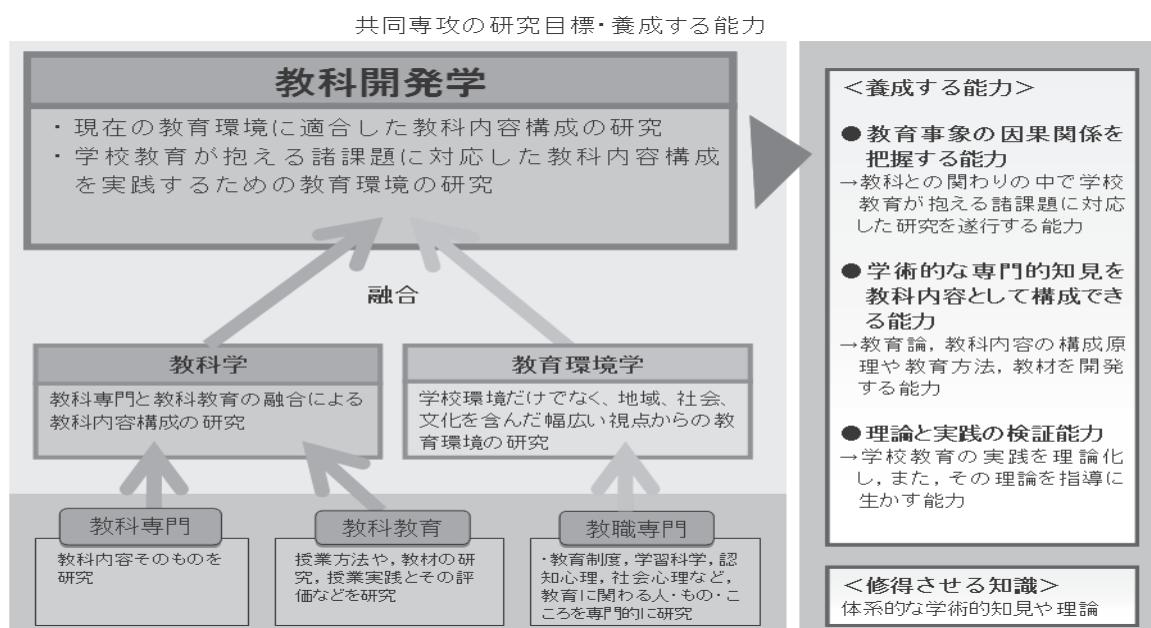 共同専攻の研究目標・養成する能力
教科開発学
・現在の教育環境に適合した教科内容構成の研究
・学校教育が抱える諸課題に対応した教科内容構成
を実践するための教育環境の研究
融合
教科学
教科専門と教科教育の融合による
教科内容構成の研究
教育環境学
学校環境だけでなく、地域、社会、
文化を含んだ幅広い視点からの教
育環境の研究
教科専門
教科内容そのものを
研究
教科教育
授業方法や，教材の研
究，授業実践とその評
価などを研究
教職専門
・教育制度，学習科学，認
知心理，社会心理など，
教育に関わる人・もの・こ
ころを専門的に研究
＜養成する能力＞
●教育事象の因果関係を
把握する能力
→教科との関わりの中で学校
教育が抱える諸課題に対応
した研究を遂行する能力
●学術的な専門的知見を
教科内容として構成でき
る能力
→教育論，教科内容の構成原
理や教育方法，教材を開発
する能力
●理論と実践の検証能力
→学校教育の実践を理論化
し，また，その理論を指導に
生かす能力
＜修得させる知識＞
体系的な学術的知見や理論